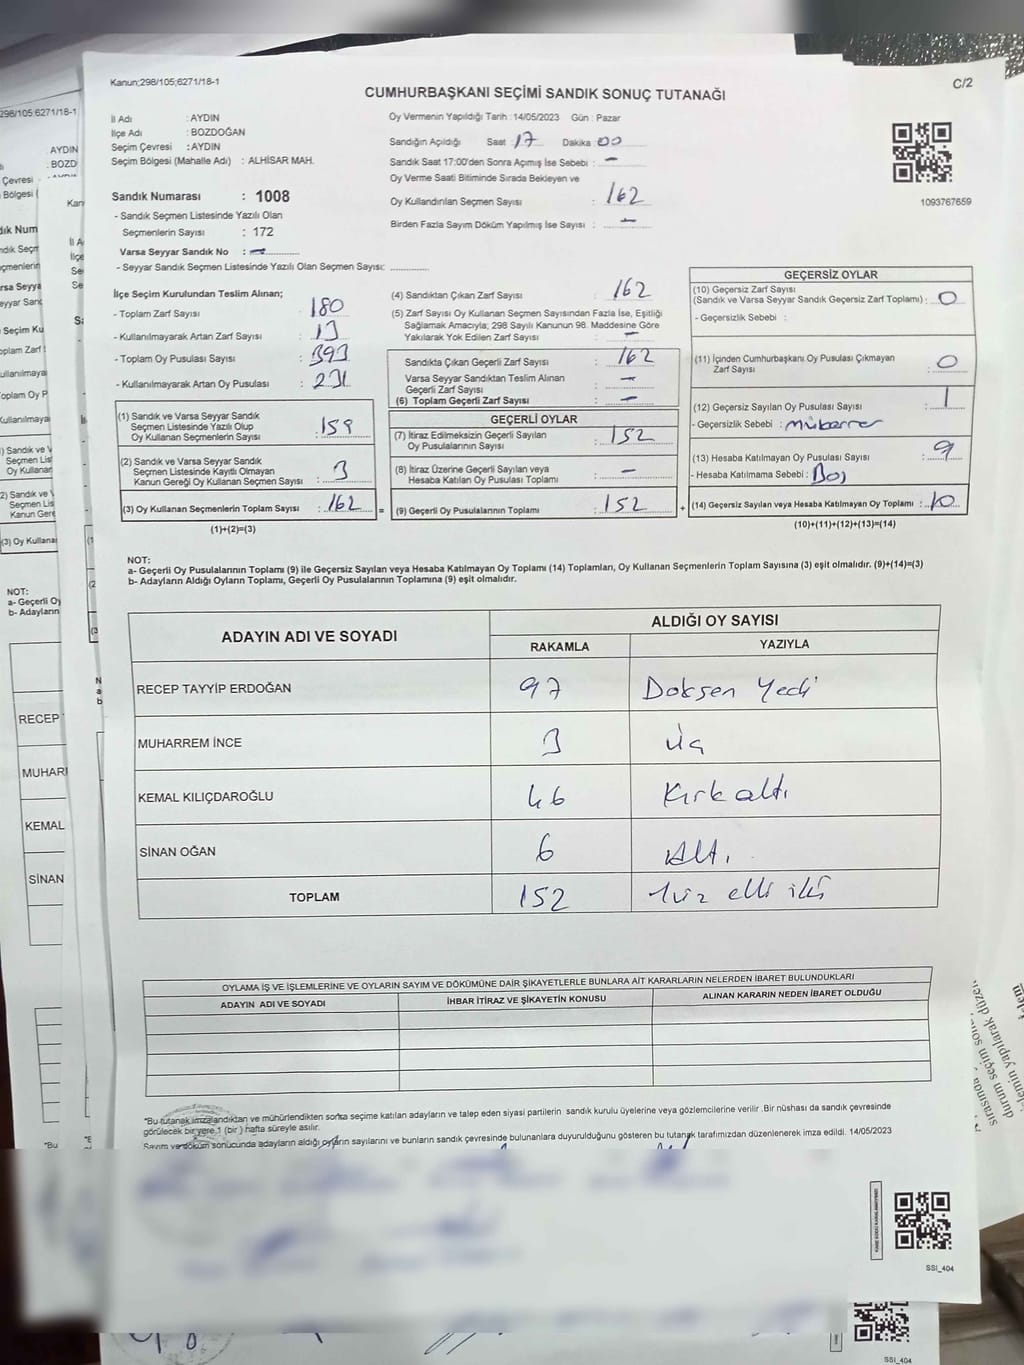 Kanun;298/105;6271/18-1
C/2
CUMHURBAŞKANI SEÇİMİ SANDIK SONUÇ TUTANAĞI
İl Adı : AYDIN
İlçe Adı : BOZDOĞAN
Seçim Çevresi : AYDIN
Seçim Bölgesi (Mahalle Adı) : ALHİSAR MAH.
Sandık Numarası : 1008
- Sandık Seçmen Listesinde Yazılı Olan
Seçmenlerin Sayısı : 172
Varsa Seyyar Sandık No : -
- Seyyar Sandık Seçmen Listesinde Yazılı Olan Seçmen Sayısı: ............
Oy Vermenin Yapıldığı Tarih : 14/05/2023 Gün : Pazar
Sandığın Açıldığı Saat : 17 Dakika 00
Sandık Saat 17:00'den Sonra Açımış İse Sebebi : -
Oy Verme Saati Bitiminde Sırada Bekleyen ve
Oy Kullandırılan Seçmen Sayısı : 162
Birden Fazla Sayım Döküm Yapılmış İse Sayısı : -
1093767659
İlçe Seçim Kurulundan Teslim Alınan;
- Toplam Zarf Sayısı : 180
- Kullanılmayarak Artan Zarf Sayısı : 13
- Toplam Oy Pusulası Sayısı : 393
- Kullanılmayarak Artan Oy Pusulası : 231
(1) Sandık ve Varsa Seyyar Sandık
Seçmen Listesinde Yazılı Olup
Oy Kullanan Seçmenlerin Sayısı : 159
(2) Sandık ve Varsa Seyyar Sandık
Seçmen Listesinde Kayıtlı Olmayan
Kanun Gereği Oy Kullanan Seçmen Sayısı : 3
(3) Oy Kullanan Seçmenlerin Toplam Sayısı : 162 =
(1)+(2)=(3)
(4) Sandıktan Çıkan Zarf Sayısı : 162
(5) Zarf Sayısı Oy Kullanan Seçmen Sayısından Fazla İse, Eşitliği
Sağlamak Amacıyla; 298 Sayılı Kanunun 98. Maddesine Göre
Yakılarak Yok Edilen Zarf Sayısı : -
Sandıkta Çıkan Geçerli Zarf Sayısı : 162
Varsa Seyyar Sandıktan Teslim Alınan
Geçerli Zarf Sayısı : -
(6) Toplam Geçerli Zarf Sayısı : -
GEÇERLİ OYLAR
(7) İtiraz Edilmeksizin Geçerli Sayılan
Oy Pusulalarının Sayısı : 152
(8) İtiraz Üzerine Geçerli Sayılan veya
Hesaba Katılan Oy Pusulası Toplamı : -
(9) Geçerli Oy Pusulalarının Toplamı : 152 +
GEÇERSİZ OYLAR
(10) Geçersiz Zarf Sayısı
(Sandık ve Varsa Seyyar Sandık Geçersiz Zarf Toplamı) : 0
- Geçersizlik Sebebi :
(11) İçinden Cumhurbaşkanı Oy Pusulası Çıkmayan
Zarf Sayısı : 0
(12) Geçersiz Sayılan Oy Pusulası Sayısı : 1
- Geçersizlik Sebebi : Mükerrer
(13) Hesaba Katılmayan Oy Pusulası Sayısı : 9
- Hesaba Katılmama Sebebi : Boş
(14) Geçersiz Sayılan veya Hesaba Katılmayan Oy Toplamı : 10
(10)+(11)+(12)+(13)=(14)
NOT:
a- Geçerli Oy Pusulalarının Toplamı (9) ile Geçersiz Sayılan veya Hesaba Katılmayan Oy Toplamı (14) Toplamları, Oy Kullanan Seçmenlerin Toplam Sayısına (3) eşit olmalıdır. (9)+(14)=(3)
b- Adayların Aldığı Oyların Toplamı, Geçerli Oy Pusulalarının Toplamına (9) eşit olmalıdır.
ADAYIN ADI VE SOYADI ALDIĞI OY SAYISI
RAKAMLA YAZIYLA
RECEP TAYYİP ERDOĞAN 97 Doksen Yedi
MUHARREM İNCE 3 üç
KEMAL KILIÇDAROĞLU 46 Kırk altı
SİNAN OĞAN 6 Altı
TOPLAM 152 Yüz elli iki
OYLAMA İŞ VE İŞLEMLERİNE VE OYLARIN SAYIM VE DÖKÜMÜNE DAİR ŞİKAYETLERLE BUNLARA AİT KARARLARIN NELERDEN İBARET BULUNDUKLARI
ADAYIN ADI VE SOYADI İHBAR İTİRAZ VE ŞİKAYETİN KONUSU ALINAN KARARIN NEDEN İBARET OLDUĞU
"Bu tutanak imzalandıktan ve mühürlendikten sonra seçime katılan adayların ve talep eden siyasi partilerin sandık kurulu üyelerine veya gözlemcilerine verilir .Bir nüshası da sandık çevresinde
görülecek bir yere 1 (bir ) hafta süreyle asılır.
Sayım ve döküm sonucunda adayların aldığı oyların sayılarını ve bunların sandık çevresinde bulunanlara duyurulduğunu gösteren bu tutanak tarafımızdan düzenlenerek imza edildi. 14/05/2023
SSI_404
SSI_404